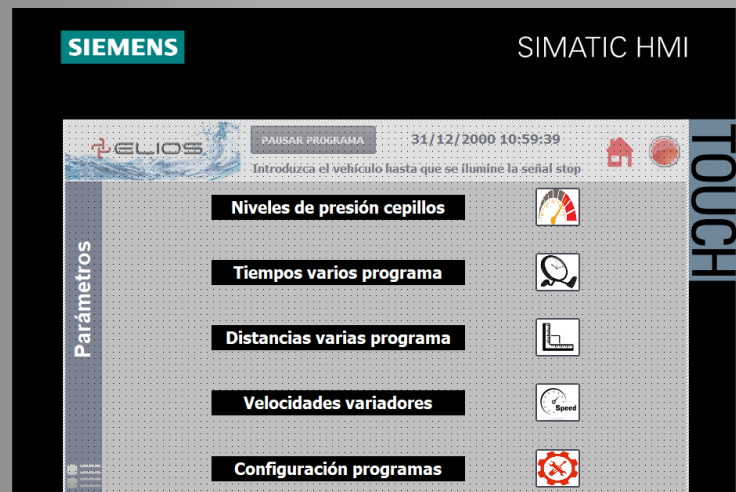 SIEMENS
SIMATIC HMI
TOUCH
ELIOS
PAUSAR PROGRAMA
31/12/2000 10:59:39
Introduzca el vehículo hasta que se ilumine la señal stop
Parámetros
Niveles de presión cepillos
Tiempos varios programa
Distancias varias programa
Velocidades variadores
Speed
Configuración programas